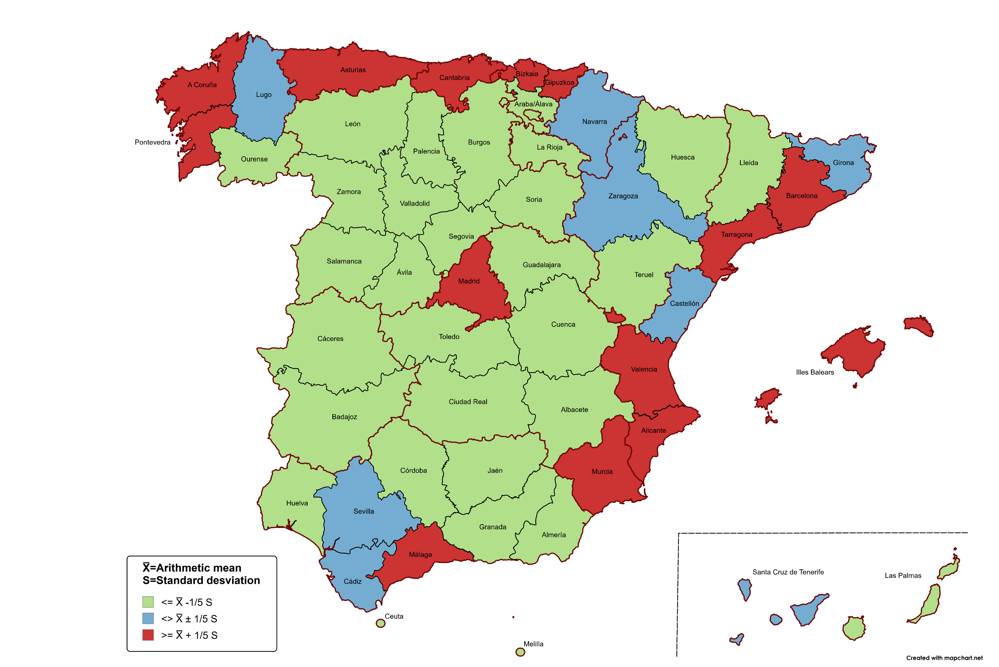 Asturias
Bizkaia
Cantabria
Gipuzkoa
A Coruña
Lugo
Araba/Álava
Navarra
León
Pontevedra
Burgos
La Rioja
Palencia
Huesca
Ourense
Lleida
Girona
Zamora
Barcelona
Zaragoza
Soria
Valladolid
Tarragona
Segovia
Salamanca
Guadalajara
Ávila
Teruel
Madrid
Castellón
Cuenca
Toledo
Cáceres
Valencia
Illes Balears
Ciudad Real
Albacete
Badajoz
Alicante
Córdoba
Jaén
Murcia
Huelva
Sevilla
Granada
Almería
Málaga
Cádiz
Ceuta
Melilla
Santa Cruz de Tenerife
Las Palmas
X̅=Arithmetic mean
S=Standard desviation
<= X̅ -1/5 S
<> X̅ ± 1/5 S
>= X̅ + 1/5 S
Created with mapchart.net